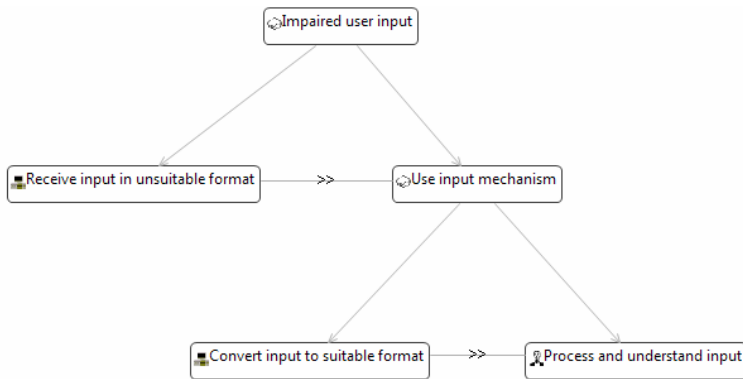 Impaired user input
Receive input in unsuitable format
>>
Use input mechanism
Convert input to suitable format
>>
Process and understand input